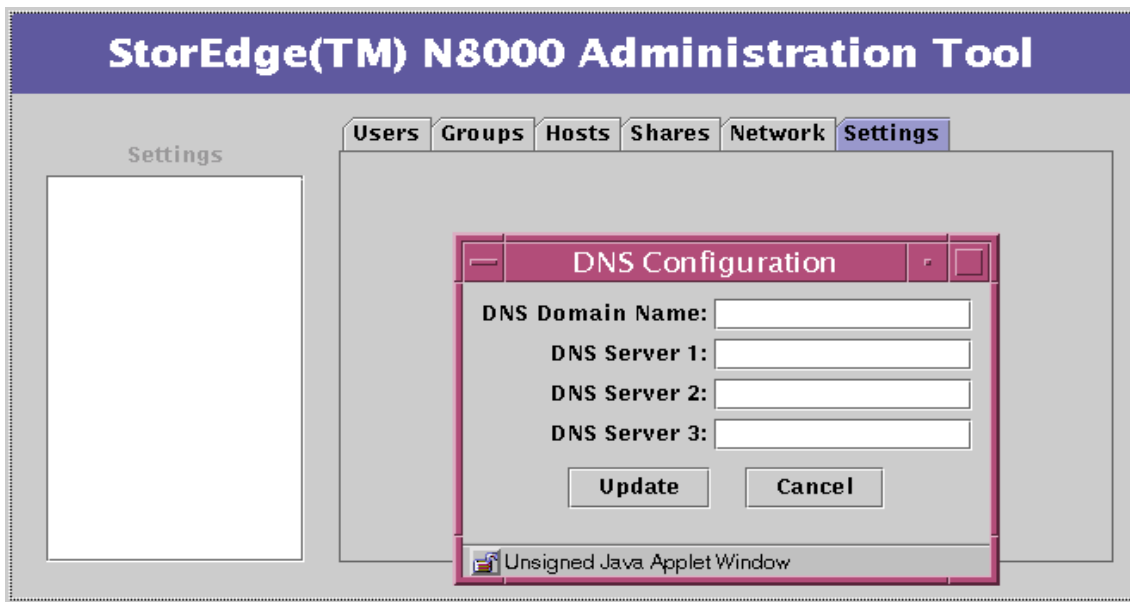 StorEdge(TM) N8000 Administration Tool
Users Groups Hosts Shares Network Settings
Settings
DNS Configuration
DNS Domain Name:
DNS Server 1:
DNS Server 2:
DNS Server 3:
Update Cancel
Unsigned Java Applet Window